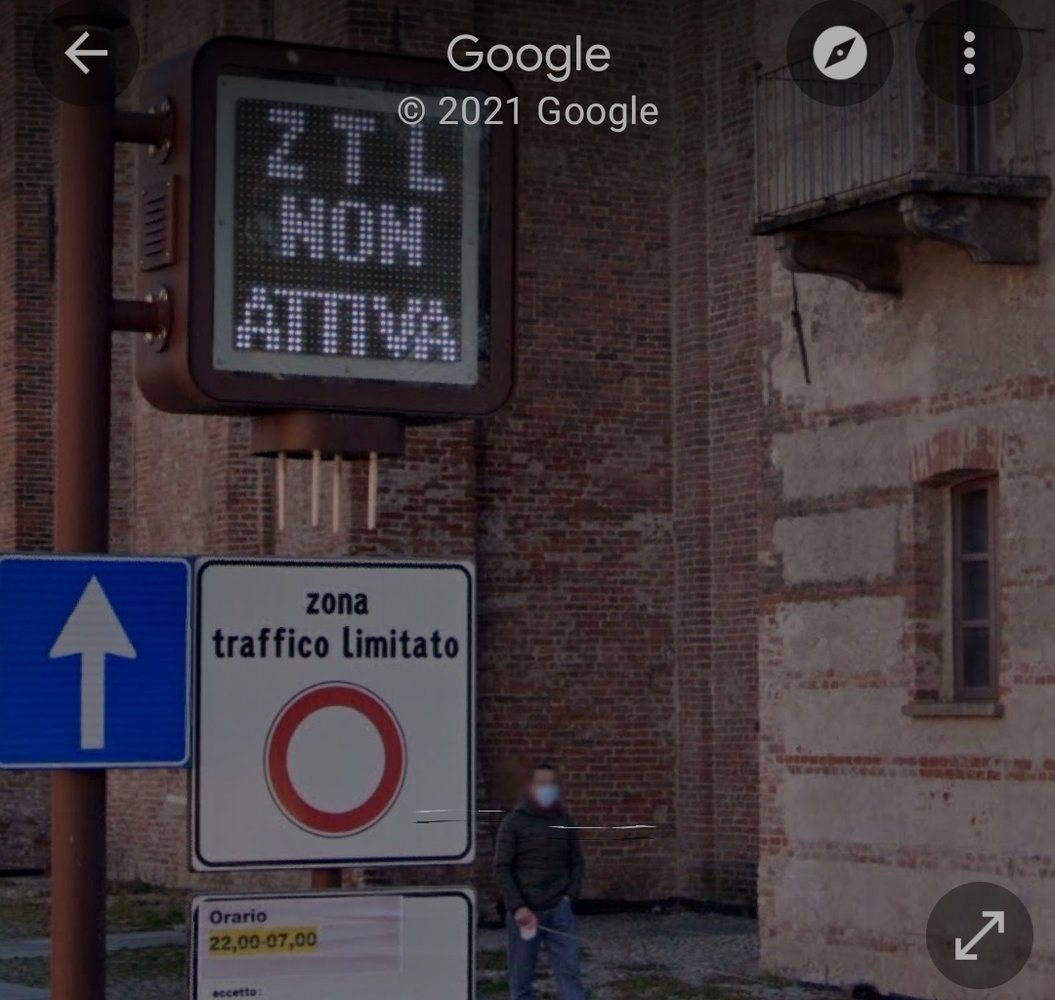 Google
© 2021 Google
ZTL
NON
ATTIVA
zona
traffico limitato
Orario
22,00-07,00
eccetto: